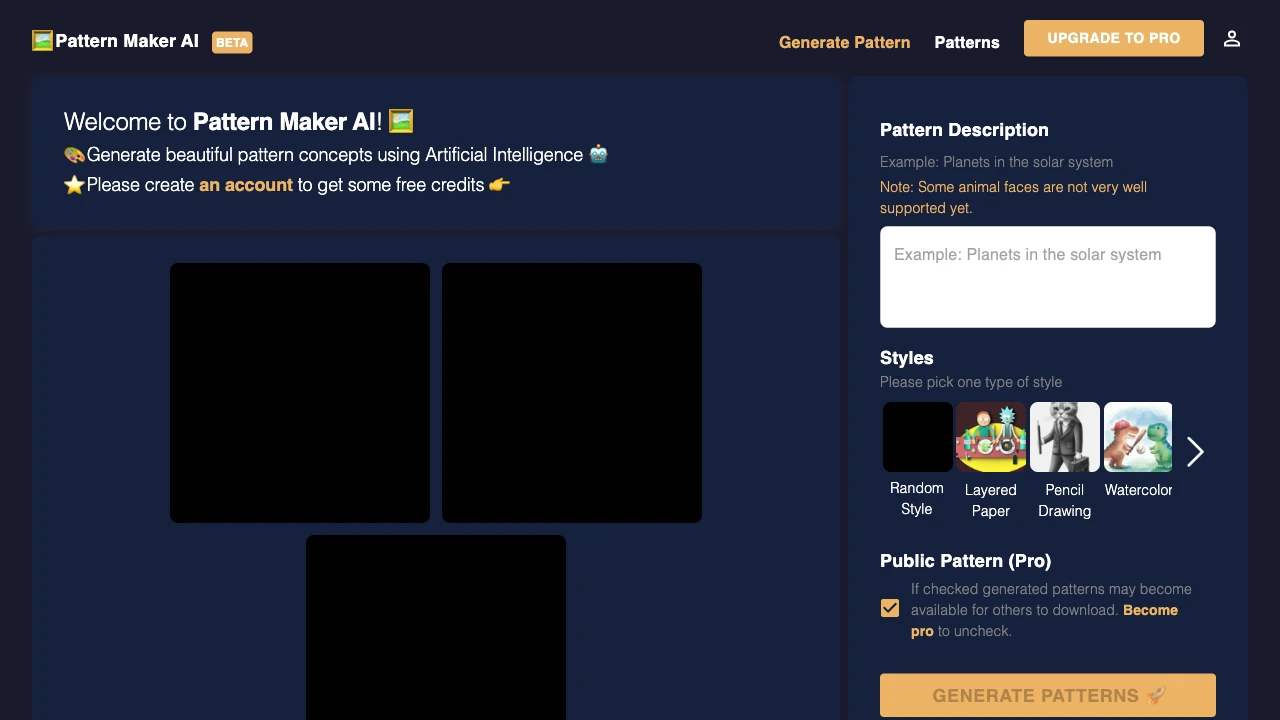 Pattern Maker AI BETA
Generate Pattern
Patterns
UPGRADE TO PRO
Welcome to Pattern Maker AI!
Generate beautiful pattern concepts using Artificial Intelligence
Please create an account to get some free credits
Pattern Description
Example: Planets in the solar system
Note: Some animal faces are not very well
supported yet.
Example: Planets in the solar system
Styles
Please pick one type of style
Random
Style
Layered
Paper
Pencil
Drawing
Watercolor
Public Pattern (Pro)
If checked generated patterns may become
available for others to download. Become
pro to uncheck.
GENERATE PATTERNS